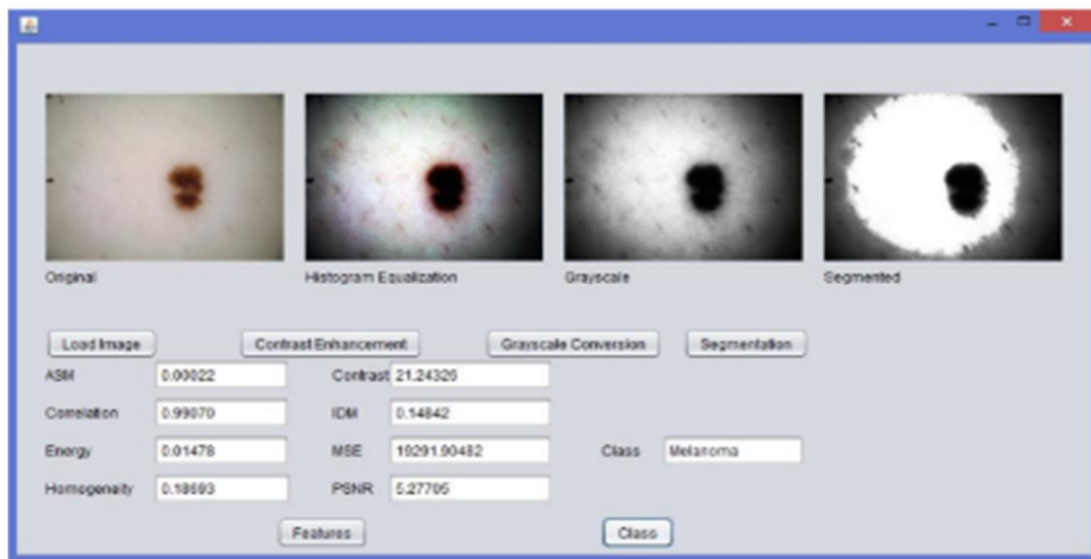 Original Histogram Equalization Grayscale Segmented
Load Image Contrast Enhancement Grayscale Conversion Segmentation
ASM 0.00022 Contrast 21.24326
Correlation 0.99070 IDM 0.14842
Energy 0.01478 MSE 19291.90482 Class Melanoma
Homogeneity 0.18693 PSNR 5.27705
Features Class